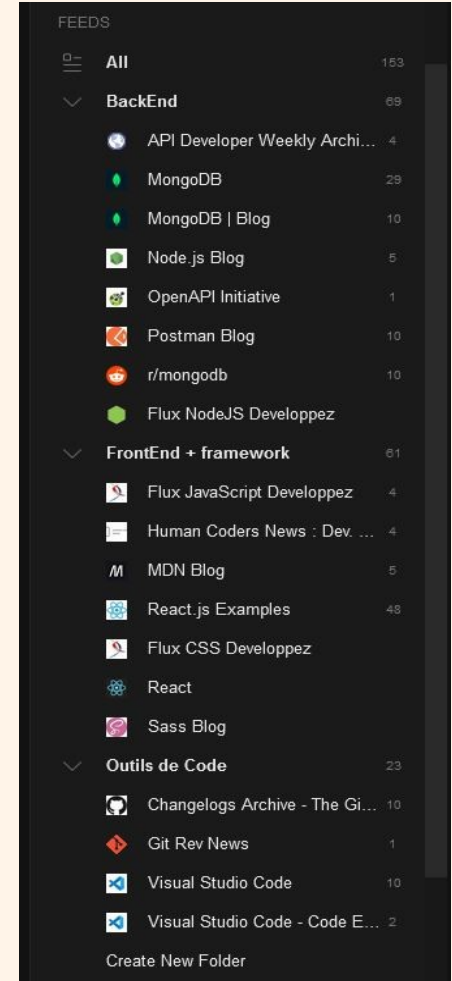 FEEDS
All 153
BackEnd 69
API Developer Weekly Archi... 4
MongoDB 29
MongoDB | Blog 10
Node.js Blog 5
OpenAPI Initiative 1
Postman Blog 10
r/mongodb 10
Flux NodeJS Developpez
FrontEnd + framework 61
Flux JavaScript Developpez 4
Human Coders News : Dev. ... 4
MDN Blog 5
React.js Examples 48
Flux CSS Developpez
React
Sass Blog
Outils de Code 23
Changelogs Archive - The Gi... 10
Git Rev News 1
Visual Studio Code 10
Visual Studio Code - Code E... 2
Create New Folder